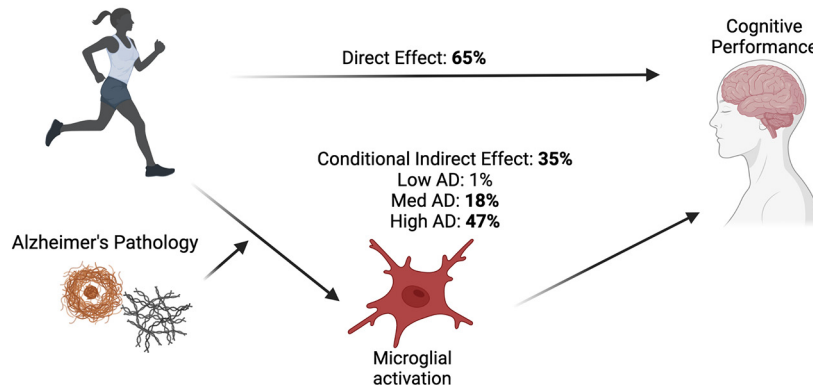 Cognitive
Performance
Direct Effect: 65%
Conditional Indirect Effect: 35%
Low AD: 1%
Med AD: 18%
High AD: 47%
Alzheimer's Pathology
Microglial
activation